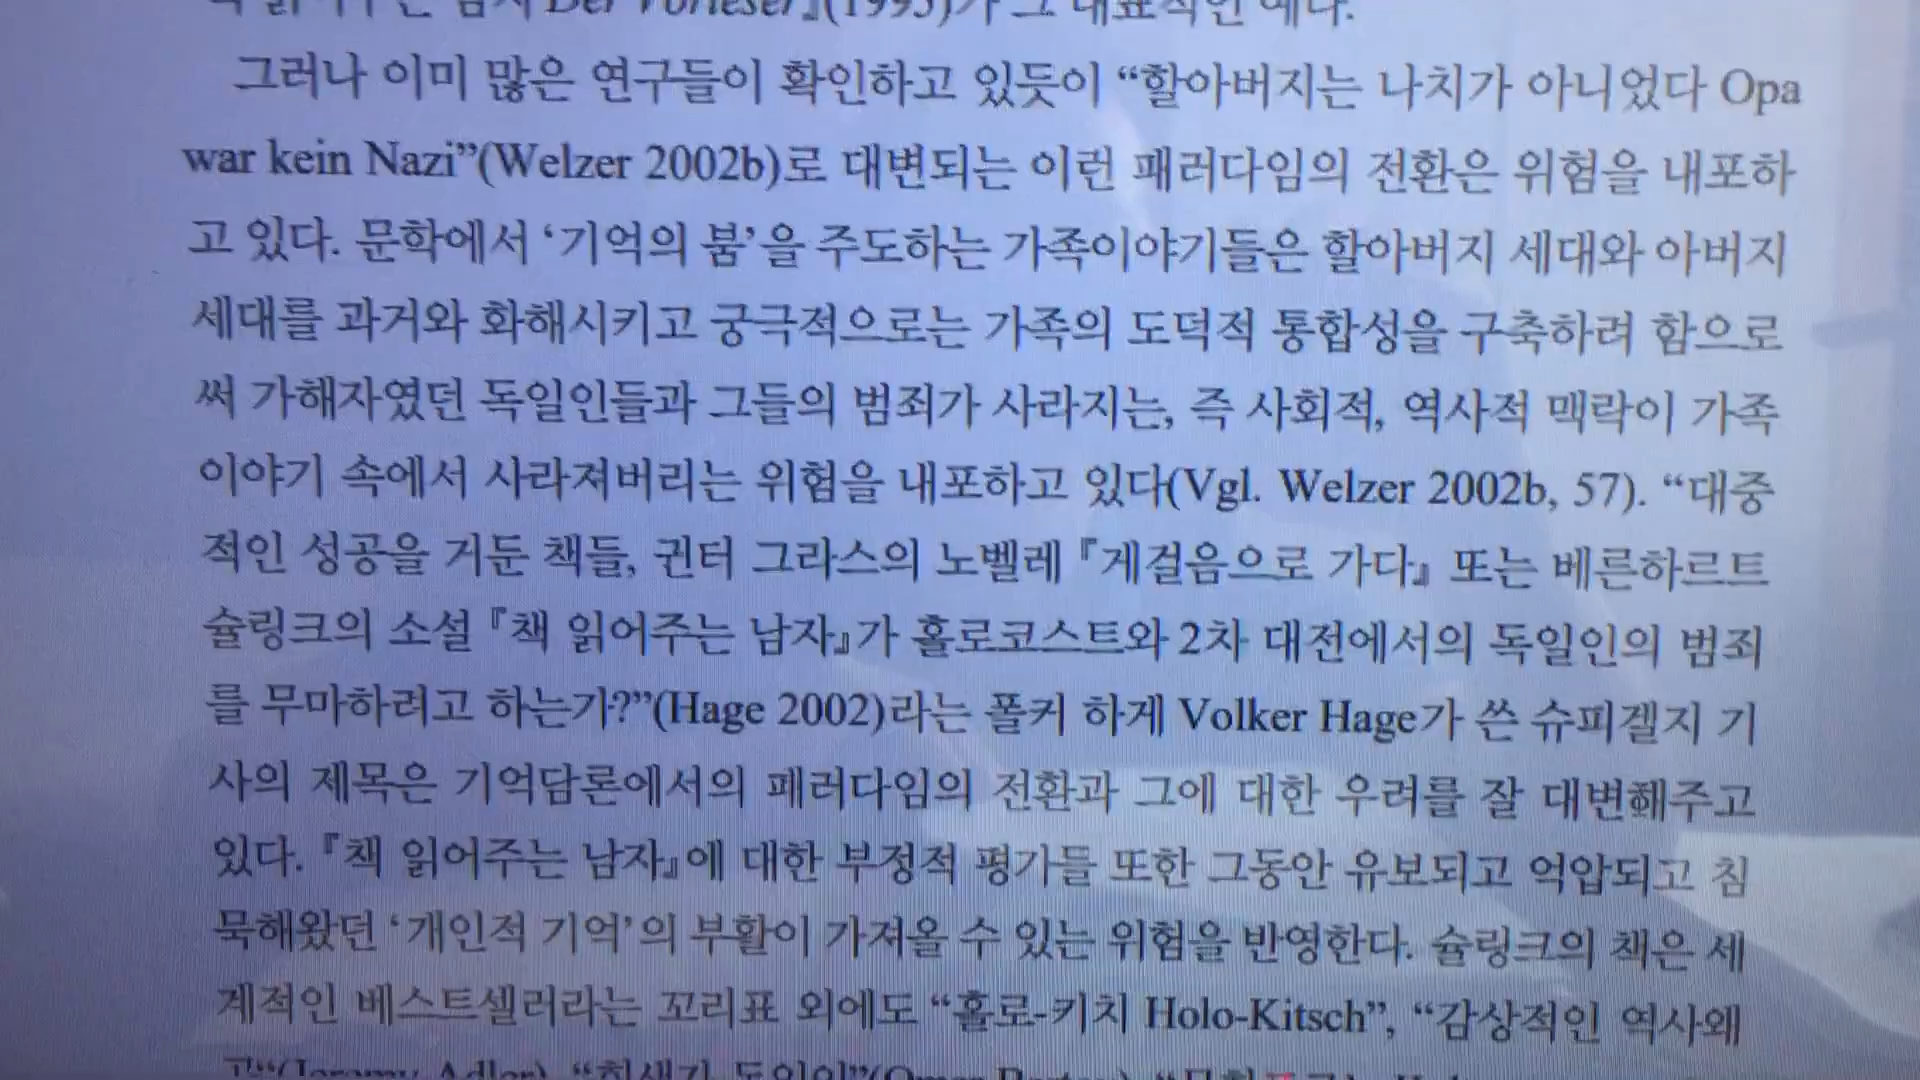 Der Vorleser』(1995)가 그 대표적인 예다.
그러나 이미 많은 연구들이 확인하고 있듯이 “할아버지는 나치가 아니었다 Opa
war kein Nazi”(Welzer 2002b)로 대변되는 이런 패러다임의 전환은 위험을 내포하
고 있다. 문학에서 ‘기억의 붐’을 주도하는 가족이야기들은 할아버지 세대와 아버지
세대를 과거와 화해시키고 궁극적으로는 가족의 도덕적 통합성을 구축하려 함으로
써 가해자였던 독일인들과 그들의 범죄가 사라지는, 즉 사회적, 역사적 맥락이 가족
이야기 속에서 사라져버리는 위험을 내포하고 있다(Vgl. Welzer 2002b, 57). “대중
적인 성공을 거둔 책들, 귄터 그라스의 노벨레 『게걸음으로 가다』 또는 베른하르트
슐링크의 소설 『책 읽어주는 남자』가 홀로코스트와 2차 대전에서의 독일인의 범죄
를 무마하려고 하는가?”(Hage 2002)라는 폴커 하게 Volker Hage가 쓴 슈피겔지 기
사의 제목은 기억담론에서의 패러다임의 전환과 그에 대한 우려를 잘 대변해주고
있다. 『책 읽어주는 남자』에 대한 부정적 평가들 또한 그동안 유보되고 억압되고 침
묵해왔던 ‘개인적 기억’의 부활이 가져올 수 있는 위험을 반영한다. 슐링크의 책은 세
계적인 베스트셀러라는 꼬리표 외에도 “홀로-키치 Holo-Kitsch”, “감상적인 역사왜